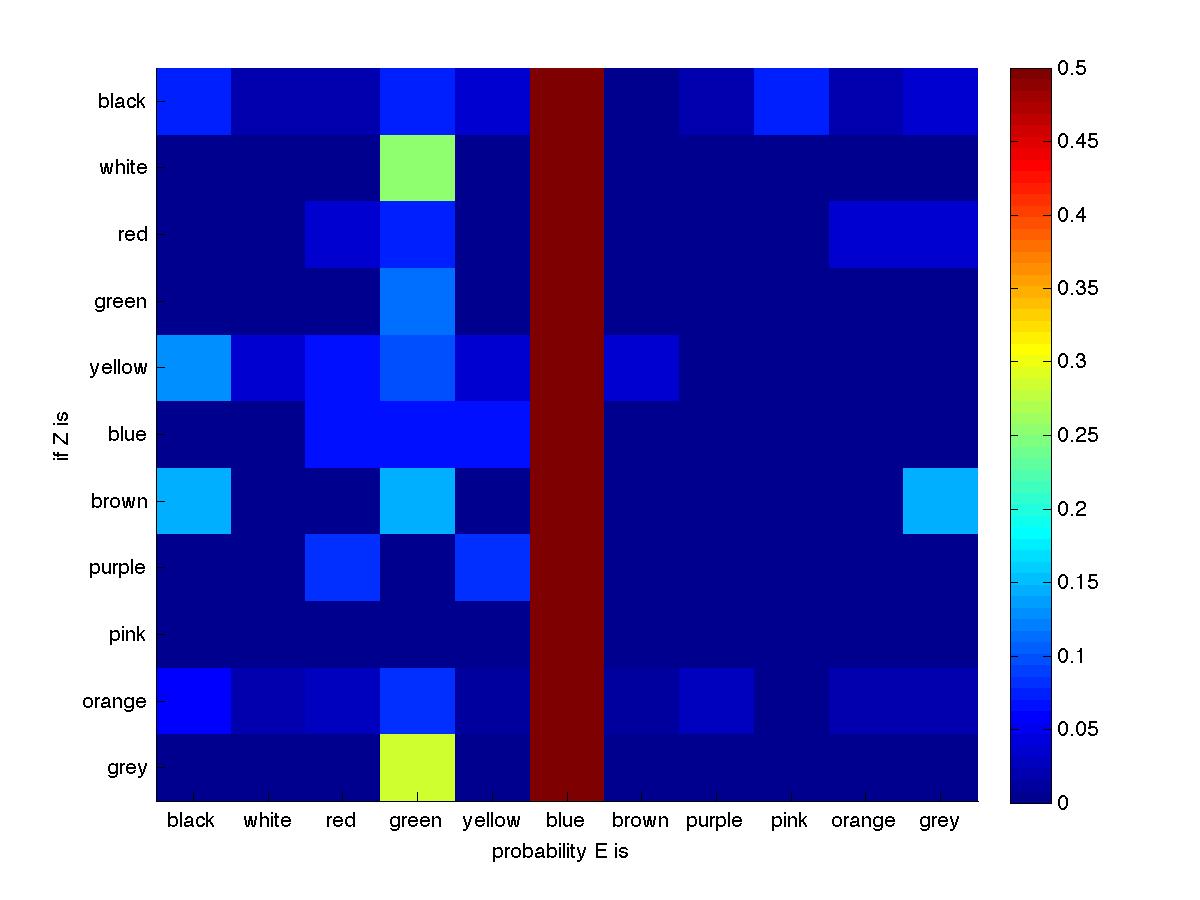 black
white
red
green
yellow
blue
brown
purple
pink
orange
grey
if Z is
black white red green yellow blue brown purple pink orange grey
probability E is
0.5
0.45
0.4
0.35
0.3
0.25
0.2
0.15
0.1
0.05
0